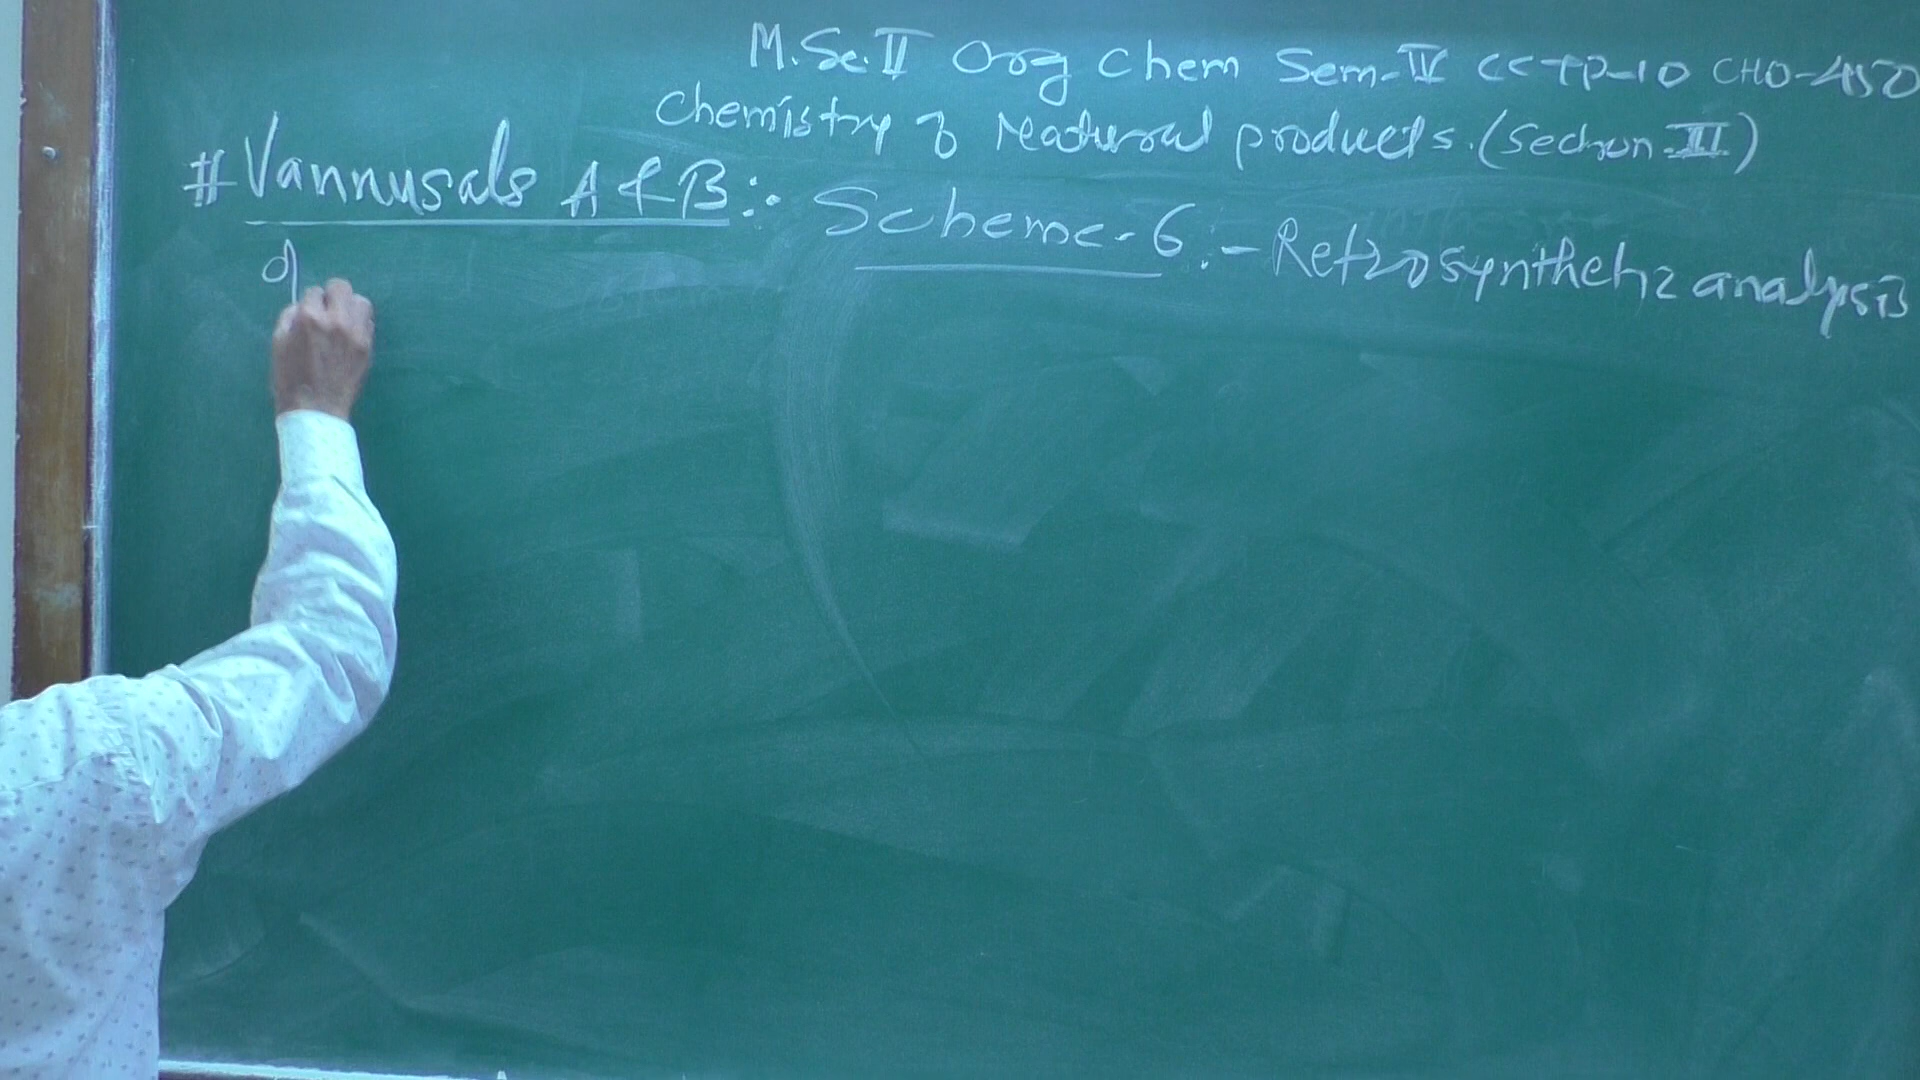 M.Sc.II Org Chem Sem-IV CCTP-10 CHO-450
Chemistry of Natural products. (Section-III)
# Vannusals A & B :- Scheme-6 :- Retrosynthetic analysis
of